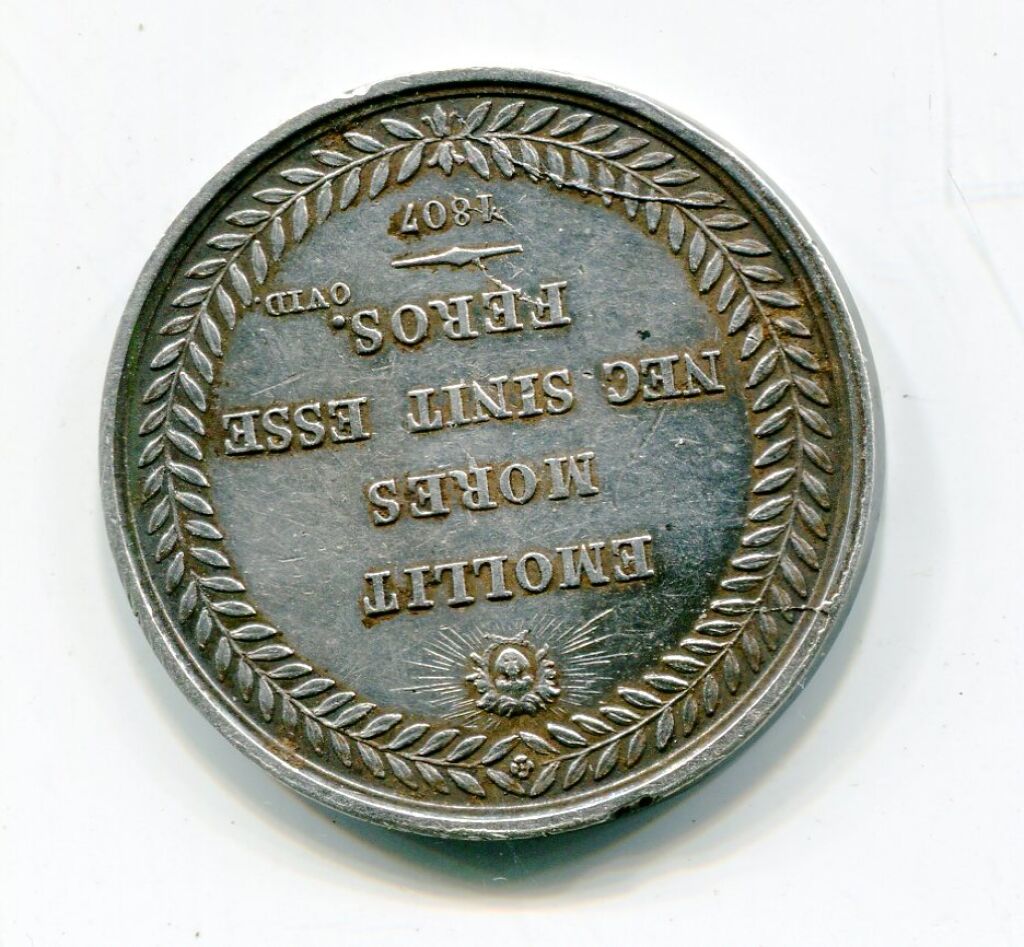 EMOLLIT
MORES
NEC SINIT ESSE
FEROS.
OVID.
1807